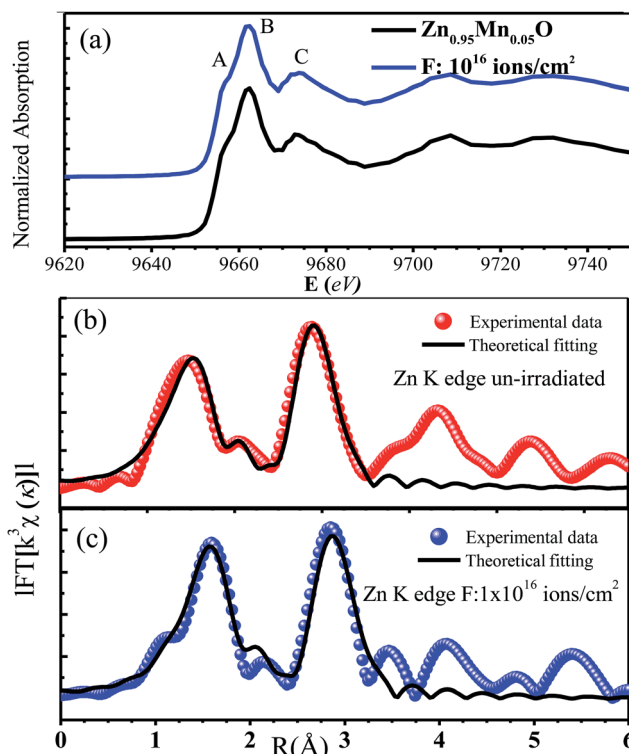 (a)
A
B
C
Zn0.95Mn0.05O
F: 10^16 ions/cm^2
Normalized Absorption
9620 9640 9660 9680 9700 9720 9740
E (eV)
(b)
Experimental data
Theoretical fitting
Zn K edge un-irradiated
|FT[k^3χ(κ)]|
(c)
Experimental data
Theoretical fitting
Zn K edge F:1x10^16 ions/cm^2
0 1 2 3 4 5 6
R(Å)